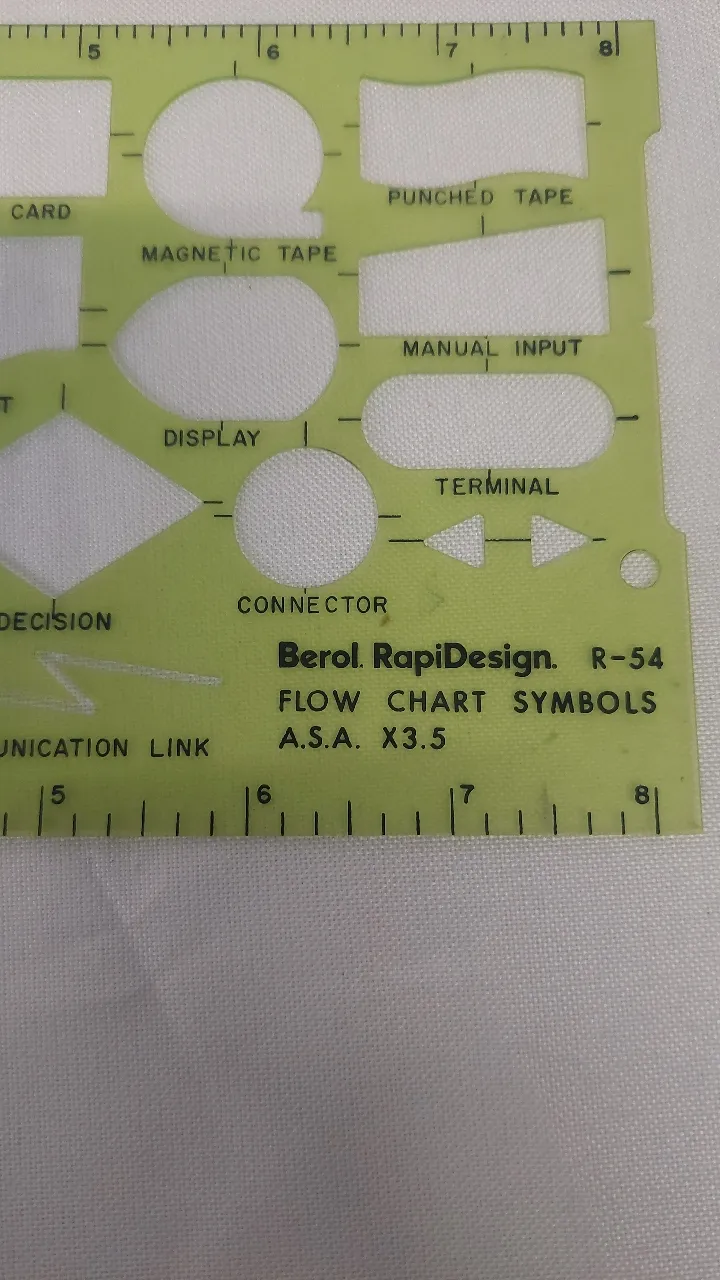 5 6 7 8
CARD
PUNCHED TAPE
MAGNETIC TAPE
MANUAL INPUT
T
DISPLAY
TERMINAL
CONNECTOR
DECISION
Berol. RapiDesign. R-54
FLOW CHART SYMBOLS
A.S.A. X3.5
UNICATION LINK
5 6 7 8